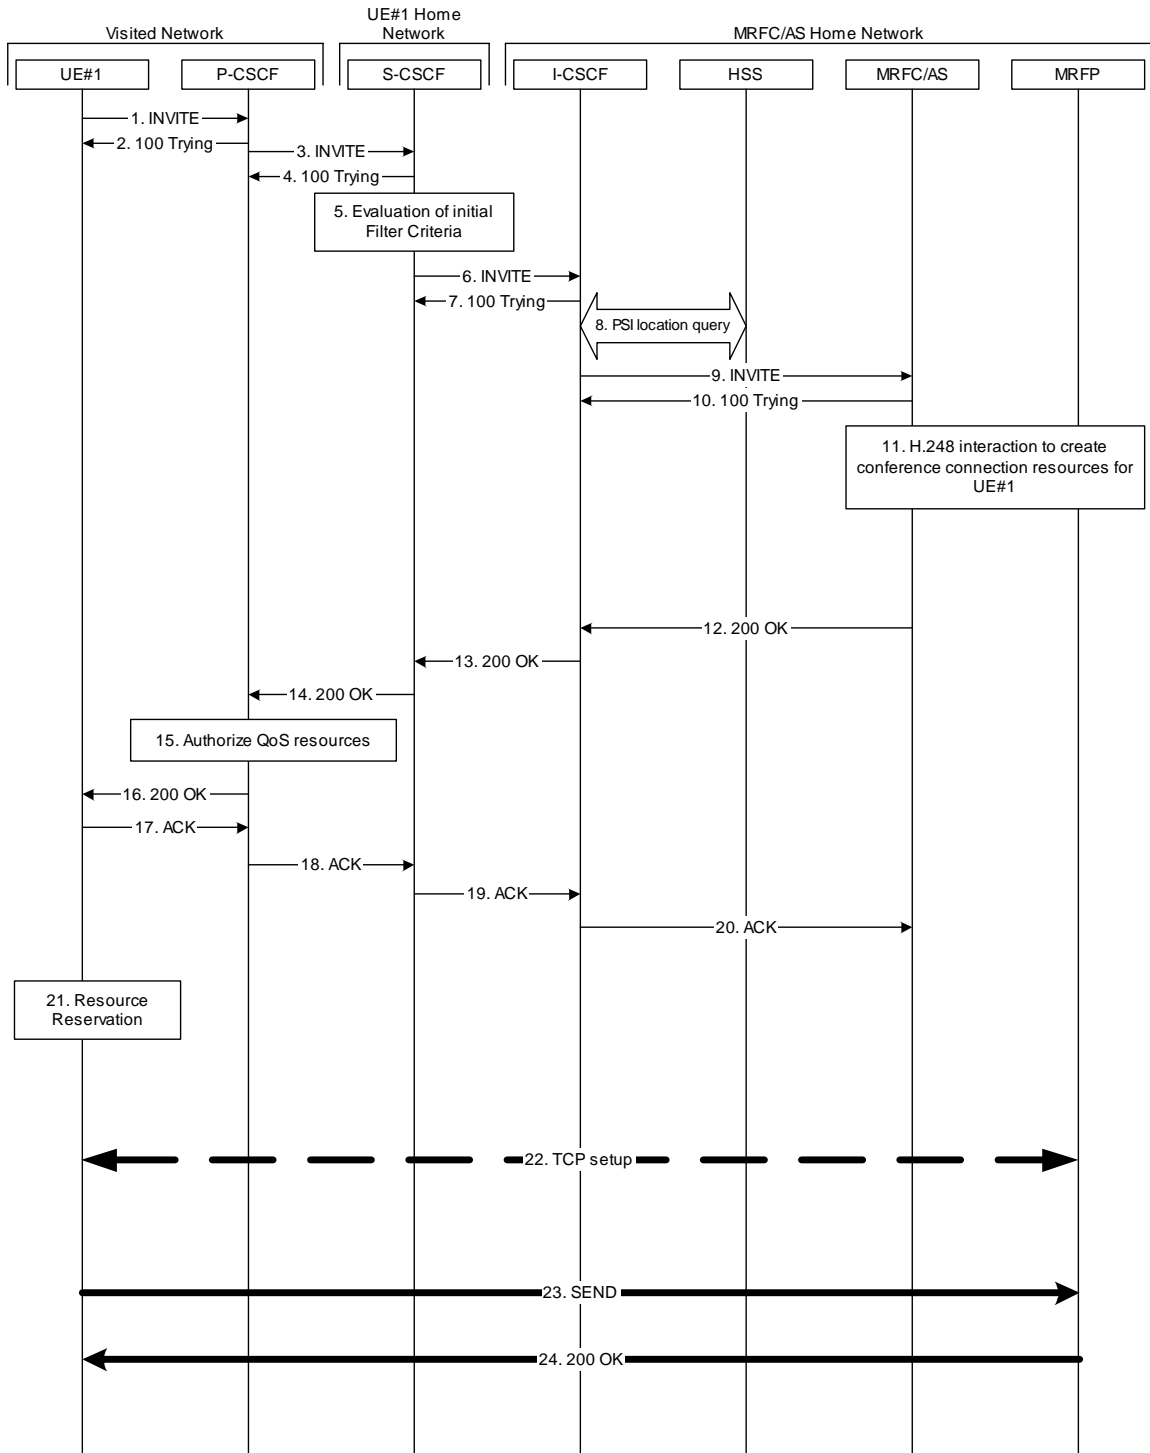 UE#1 Home
Network
Visited Network
MRFC/AS Home Network
UE#1
P-CSCF
S-CSCF
I-CSCF
HSS
MRFC/AS
MRFP
1. INVITE
2. 100 Trying
3. INVITE
4. 100 Trying
5. Evaluation of initial
Filter Criteria
6. INVITE
7. 100 Trying
8. PSI location query
9. INVITE
10. 100 Trying
11. H.248 interaction to create
conference connection resources for
UE#1
12. 200 OK
13. 200 OK
14. 200 OK
15. Authorize QoS resources
16. 200 OK
17. ACK
18. ACK
19. ACK
20. ACK
21. Resource
Reservation
22. TCP setup
23. SEND
24. 200 OK